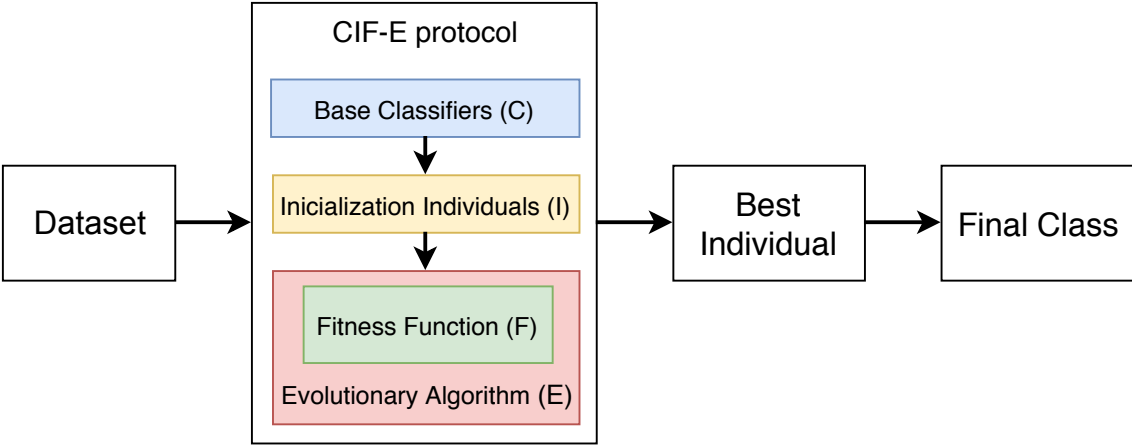 CIF-E protocol
Base Classifiers (C)
Inicialization Individuals (I)
Fitness Function (F)
Evolutionary Algorithm (E)
Dataset
Best
Individual
Final Class